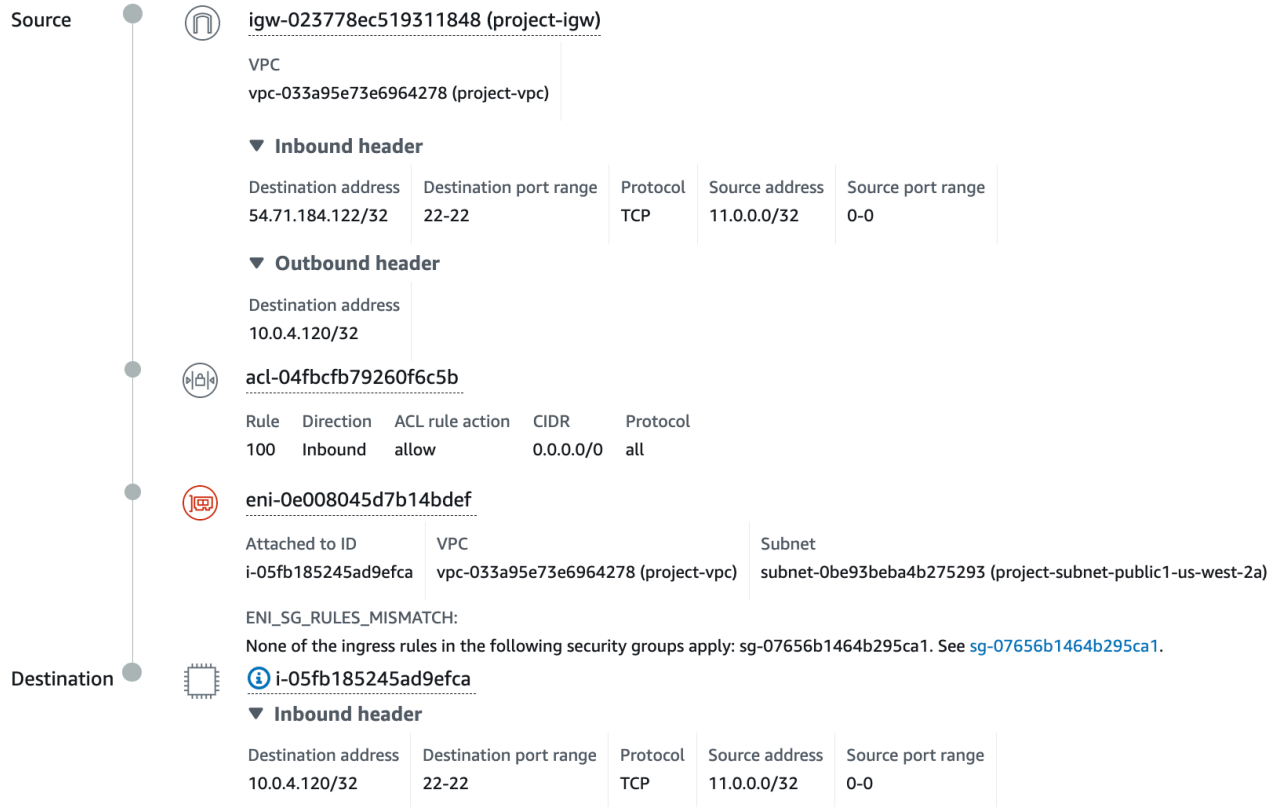 Source
igw-023778ec519311848 (project-igw)
VPC
vpc-033a95e73e6964278 (project-vpc)
Inbound header
Destination address Destination port range Protocol Source address Source port range
54.71.184.122/32 22-22 TCP 11.0.0.0/32 0-0
Outbound header
Destination address
10.0.4.120/32
acl-04fbcfb79260f6c5b
Rule Direction ACL rule action CIDR Protocol
100 Inbound allow 0.0.0.0/0 all
eni-0e008045d7b14bdef
Attached to ID VPC Subnet
i-05fb185245ad9efca vpc-033a95e73e6964278 (project-vpc) subnet-0be93beba4b275293 (project-subnet-public1-us-west-2a)
ENI_SG_RULES_MISMATCH:
None of the ingress rules in the following security groups apply: sg-07656b1464b295ca1. See sg-07656b1464b295ca1.
Destination
i-05fb185245ad9efca
Inbound header
Destination address Destination port range Protocol Source address Source port range
10.0.4.120/32 22-22 TCP 11.0.0.0/32 0-0